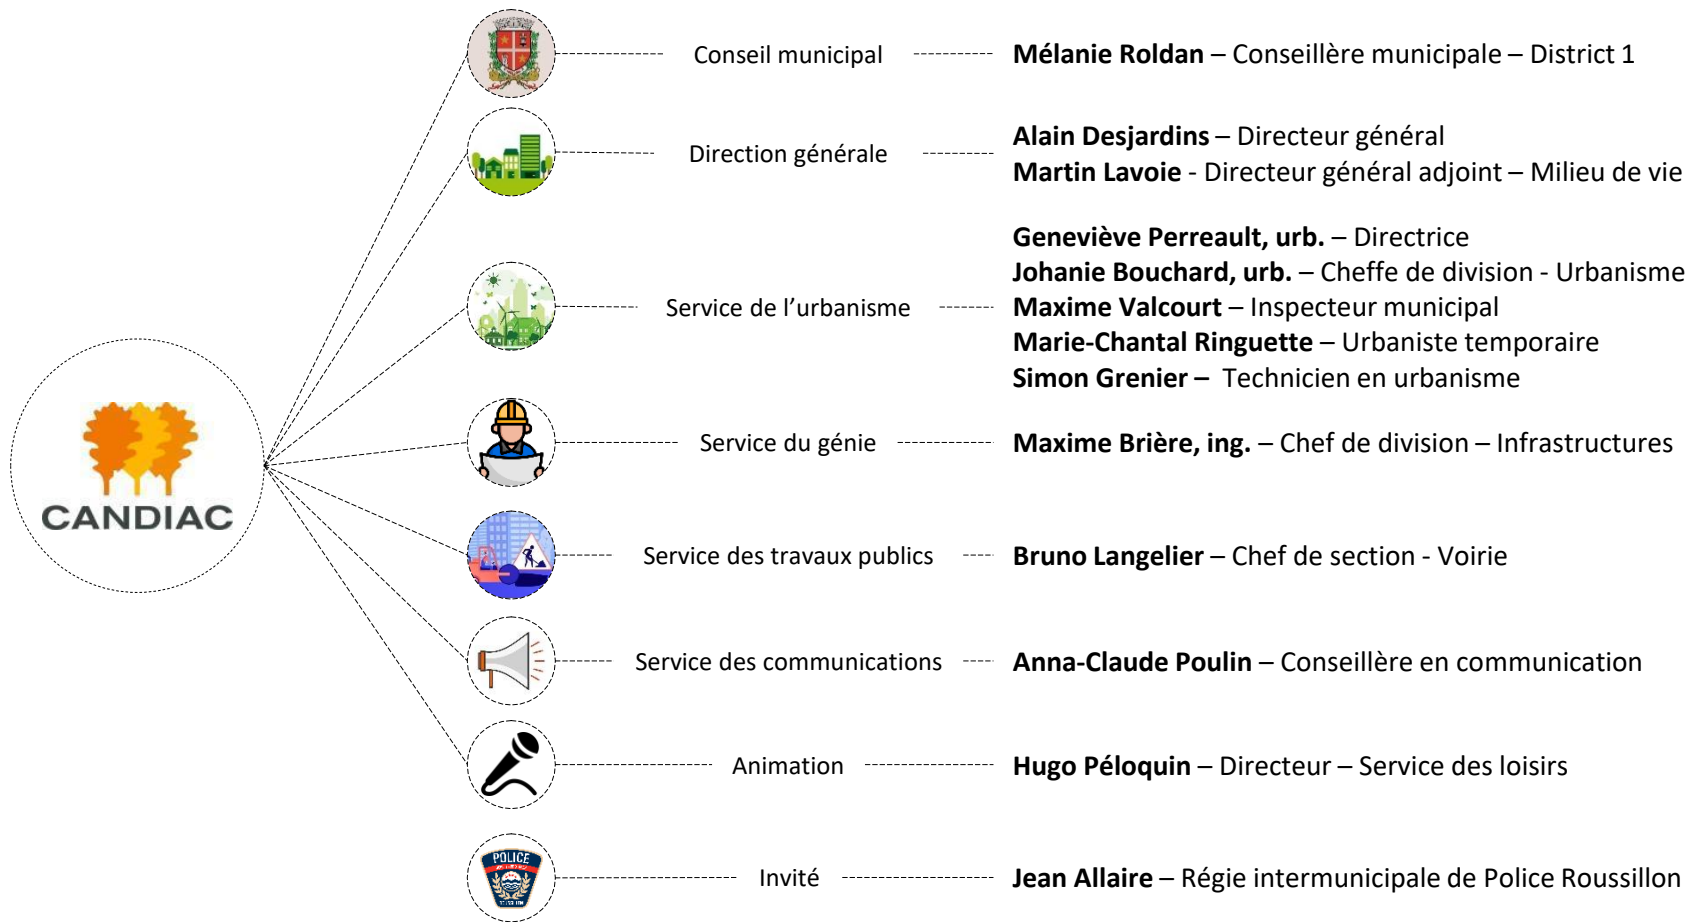 Conseil municipal
Mélanie Roldan – Conseillère municipale – District 1
Direction générale
Alain Desjardins – Directeur général
Martin Lavoie - Directeur général adjoint – Milieu de vie
Service de l’urbanisme
Geneviève Perreault, urb. – Directrice
Johanie Bouchard, urb. – Cheffe de division - Urbanisme
Maxime Valcourt – Inspecteur municipal
Marie-Chantal Ringuette – Urbaniste temporaire
Simon Grenier – Technicien en urbanisme
CANDIAC
Service du génie
Maxime Brière, ing. – Chef de division – Infrastructures
Service des travaux publics
Bruno Langelier – Chef de section - Voirie
Service des communications
Anna-Claude Poulin – Conseillère en communication
Animation
Hugo Péloquin – Directeur – Service des loisirs
POLICE
Invité
Jean Allaire – Régie intermunicipale de Police Roussillon